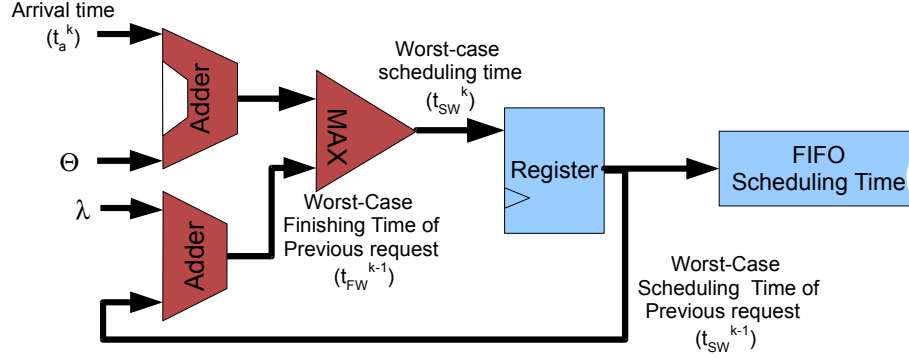 Arrival time
(t_a^k)
Θ
λ
Adder
Adder
MAX
Worst-case
scheduling time
(t_SW^k)
Worst-Case
Finishing Time of
Previous request
(t_FW^k-1)
Register
FIFO
Scheduling Time
Worst-Case
Scheduling Time of
Previous request
(t_SW^k-1)